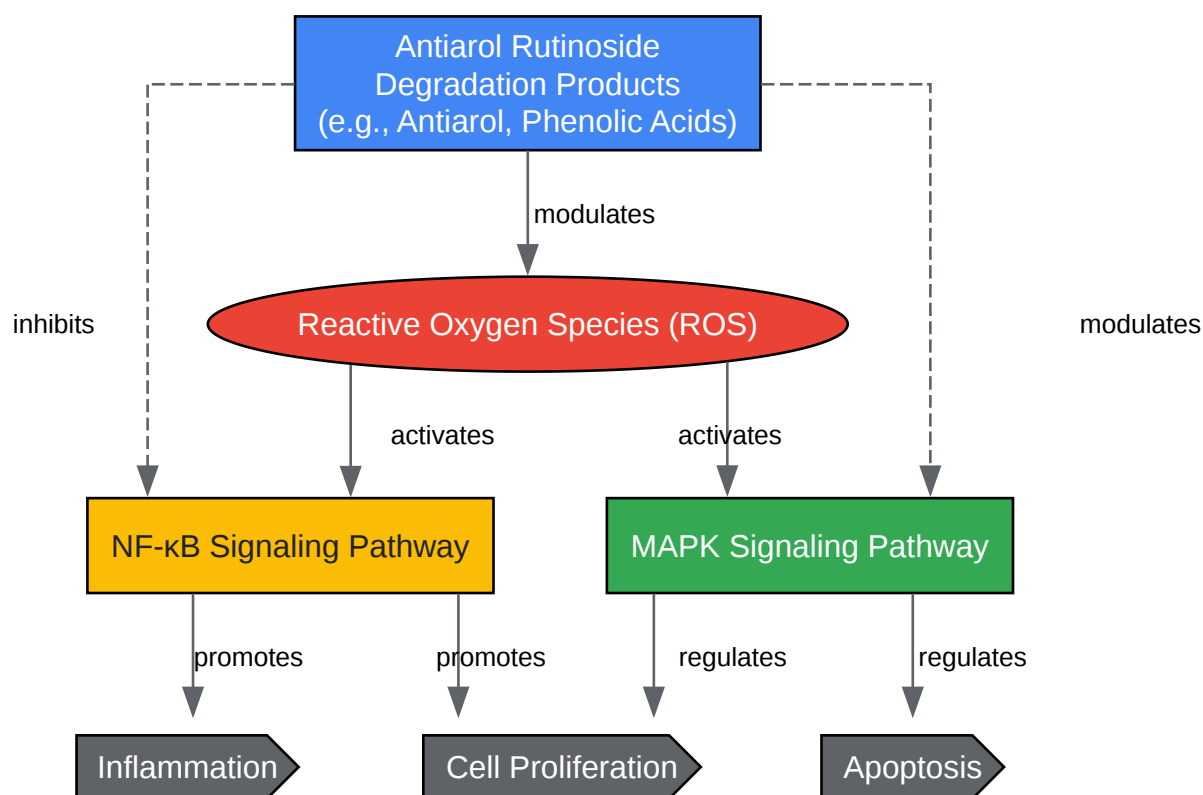 Antiarol Rutinoside
Degradation Products
(e.g., Antiarol, Phenolic Acids)
modulates
inhibits
Reactive Oxygen Species (ROS)
modulates
activates
activates
NF-κB Signaling Pathway
MAPK Signaling Pathway
promotes
promotes
regulates
regulates
Inflammation
Cell Proliferation
Apoptosis